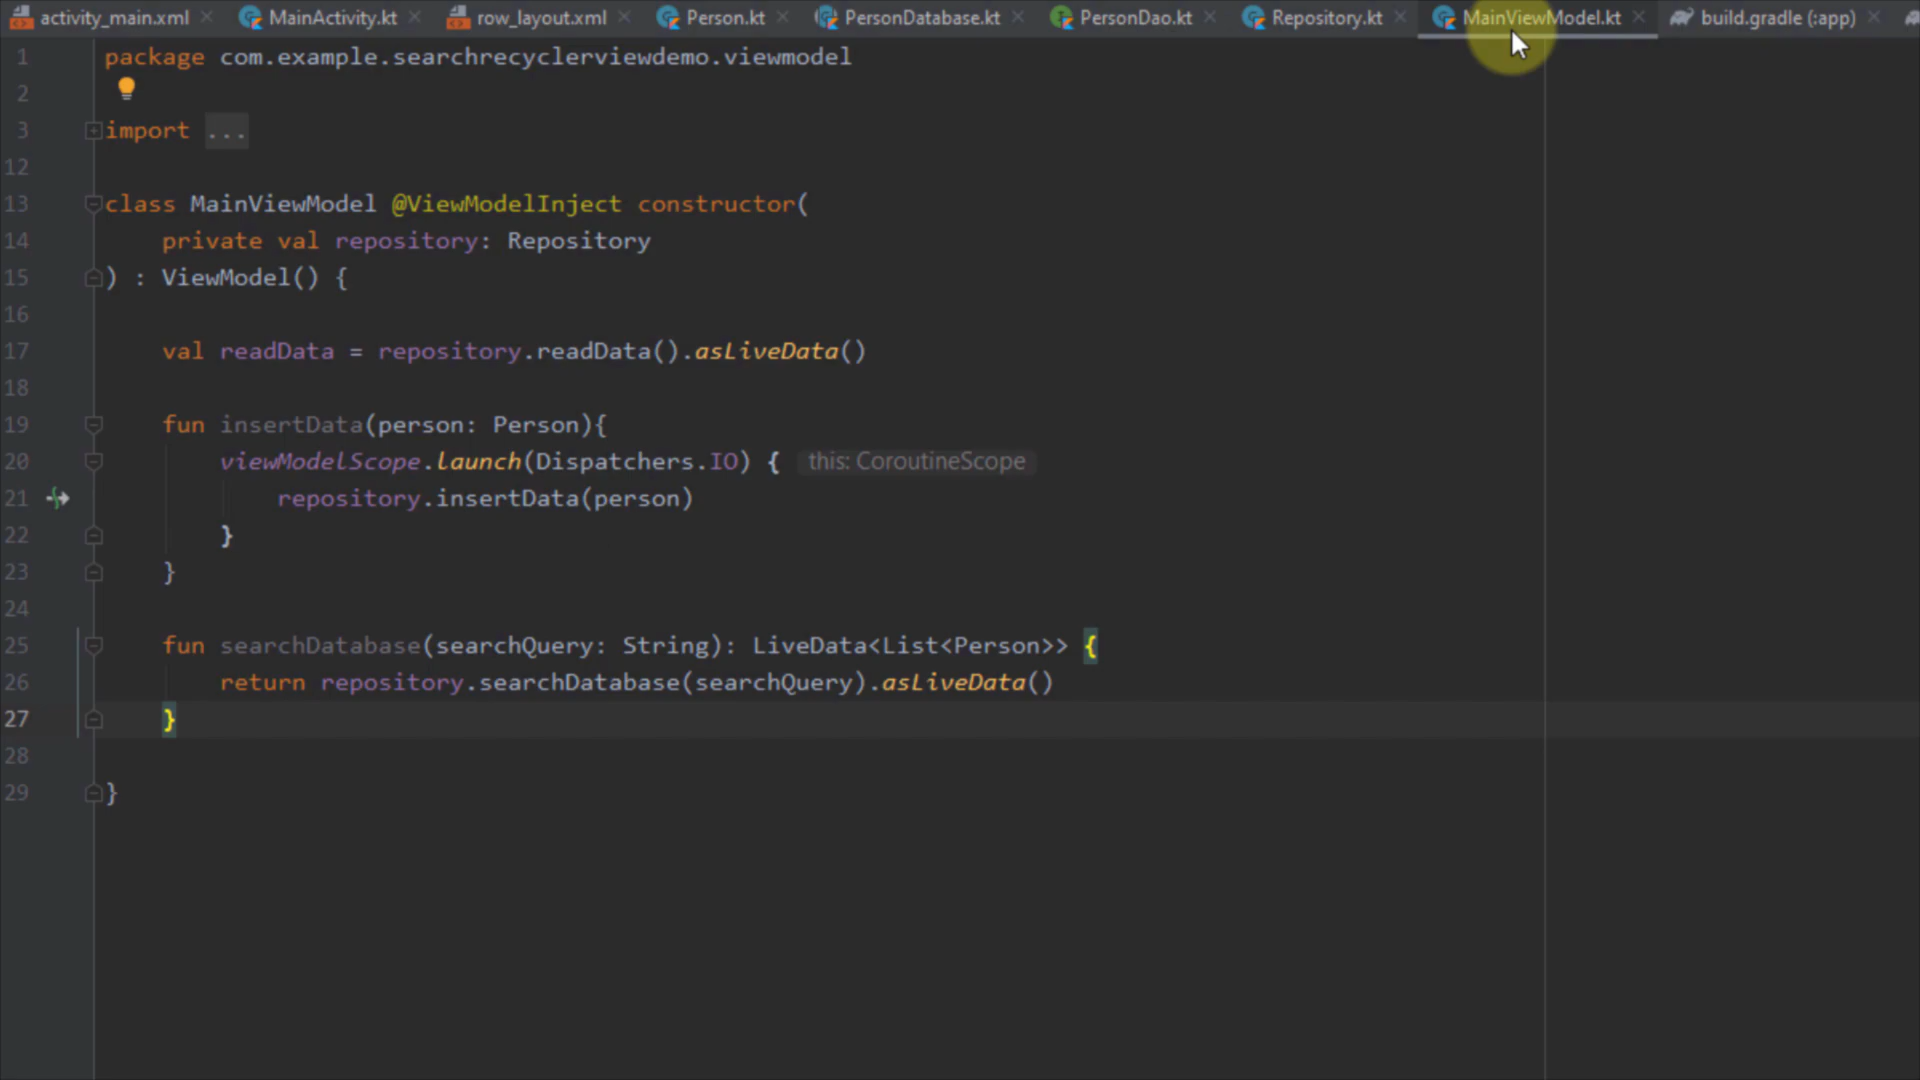 activity_main.xml MainActivity.kt row_layout.xml Person.kt PersonDatabase.kt PersonDao.kt Repository.kt MainViewModel.kt build.gradle (:app)
1 package com.example.searchrecyclerviewdemo.viewmodel
2
3 import ...
12
13 class MainViewModel @ViewModelInject constructor(
14 private val repository: Repository
15 ) : ViewModel() {
16
17 val readData = repository.readData().asLiveData()
18
19 fun insertData(person: Person){
20 viewModelScope.launch(Dispatchers.IO) { this: CoroutineScope
21 repository.insertData(person)
22 }
23 }
24
25 fun searchDatabase(searchQuery: String): LiveData<List<Person>> {
26 return repository.searchDatabase(searchQuery).asLiveData()
27 }
28
29 }